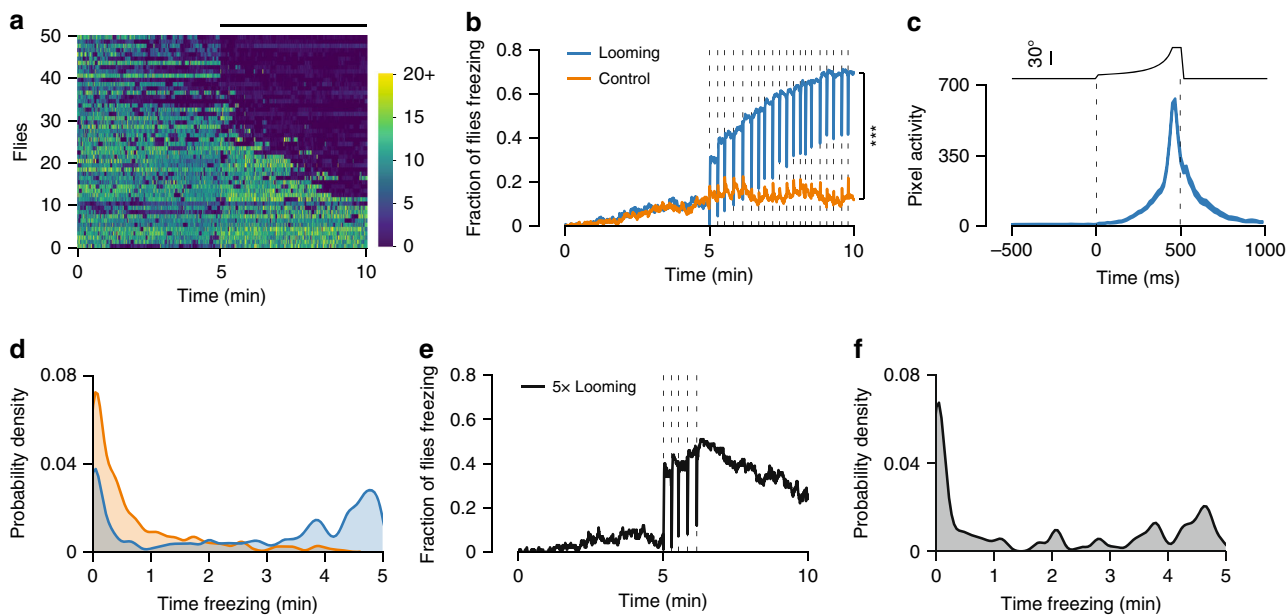 a
50
40
30
20
10
0
Flies
0
5
10
Time (min)
20+
15
10
5
0
b
0.8
0.6
0.4
0.2
0
Fraction of flies freezing
Looming
Control
***
0
5
10
Time (min)
c
30°
700
350
0
Pixel activity
–500
0
500
1000
Time (ms)
d
0.08
0.04
0
Probability density
0
1
2
3
4
5
Time freezing (min)
e
0.8
0.6
0.4
0.2
0
Fraction of flies freezing
5× Looming
0
5
10
Time (min)
f
0.08
0.04
0
Probability density
0
1
2
3
4
5
Time freezing (min)